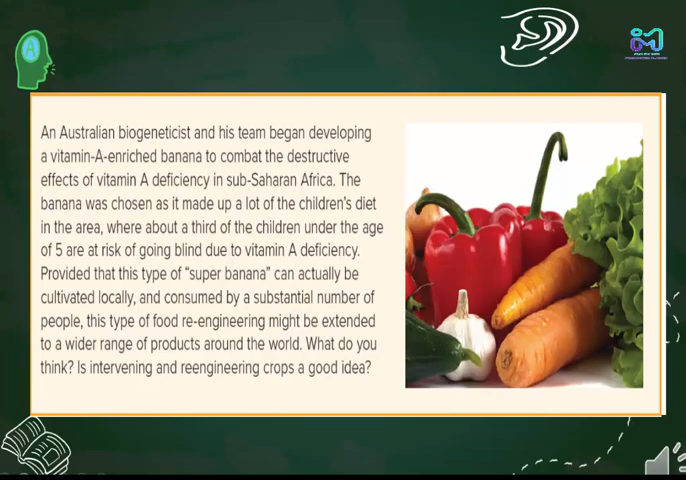 A
An Australian biogeneticist and his team began developing
a vitamin-A-enriched banana to combat the destructive
effects of vitamin A deficiency in sub-Saharan Africa. The
banana was chosen as it made up a lot of the children's diet
in the area, where about a third of the children under the age
of 5 are at risk of going blind due to vitamin A deficiency.
Provided that this type of “super banana” can actually be
cultivated locally, and consumed by a substantial number of
people, this type of food re-engineering might be extended
to a wider range of products around the world. What do you
think? Is intervening and reengineering crops a good idea?